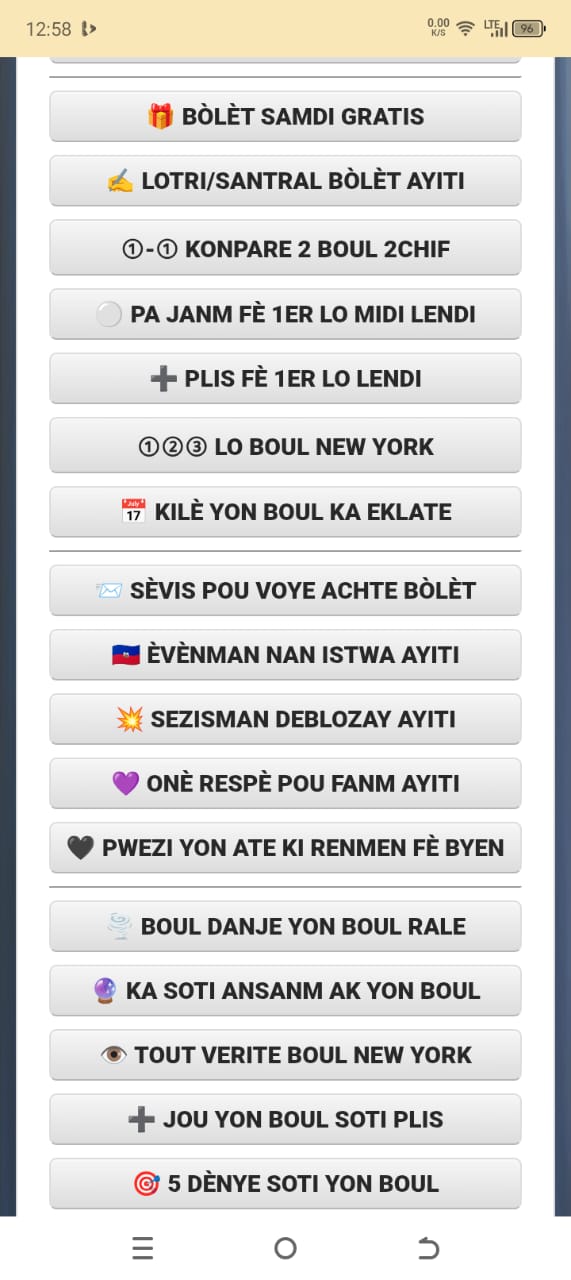 12:58
0.00
K/S
LTE
96
🎁 BÒLÈT SAMDI GRATIS
✍️ LOTRI/SANTRAL BÒLÈT AYITI
①-① KONPARE 2 BOUL 2CHIF
⚪ PA JANM FÈ 1ER LO MIDI LENDI
➕ PLIS FÈ 1ER LO LENDI
①②③ LO BOUL NEW YORK
📅 KILÈ YON BOUL KA EKLATE
📨 SÈVIS POU VOYE ACHTE BÒLÈT
🇭🇹 ÈVÈNMAN NAN ISTWA AYITI
💥 SEZISMAN DEBLOZAY AYITI
💜 ONÈ RESPÈ POU FANM AYITI
🖤 PWEZI YON ATE KI RENMEN FÈ BYEN
🌪️ BOUL DANJE YON BOUL RALE
🔮 KA SOTI ANSANM AK YON BOUL
👁️ TOUT VERITE BOUL NEW YORK
➕ JOU YON BOUL SOTI PLIS
🎯 5 DÈNYE SOTI YON BOUL